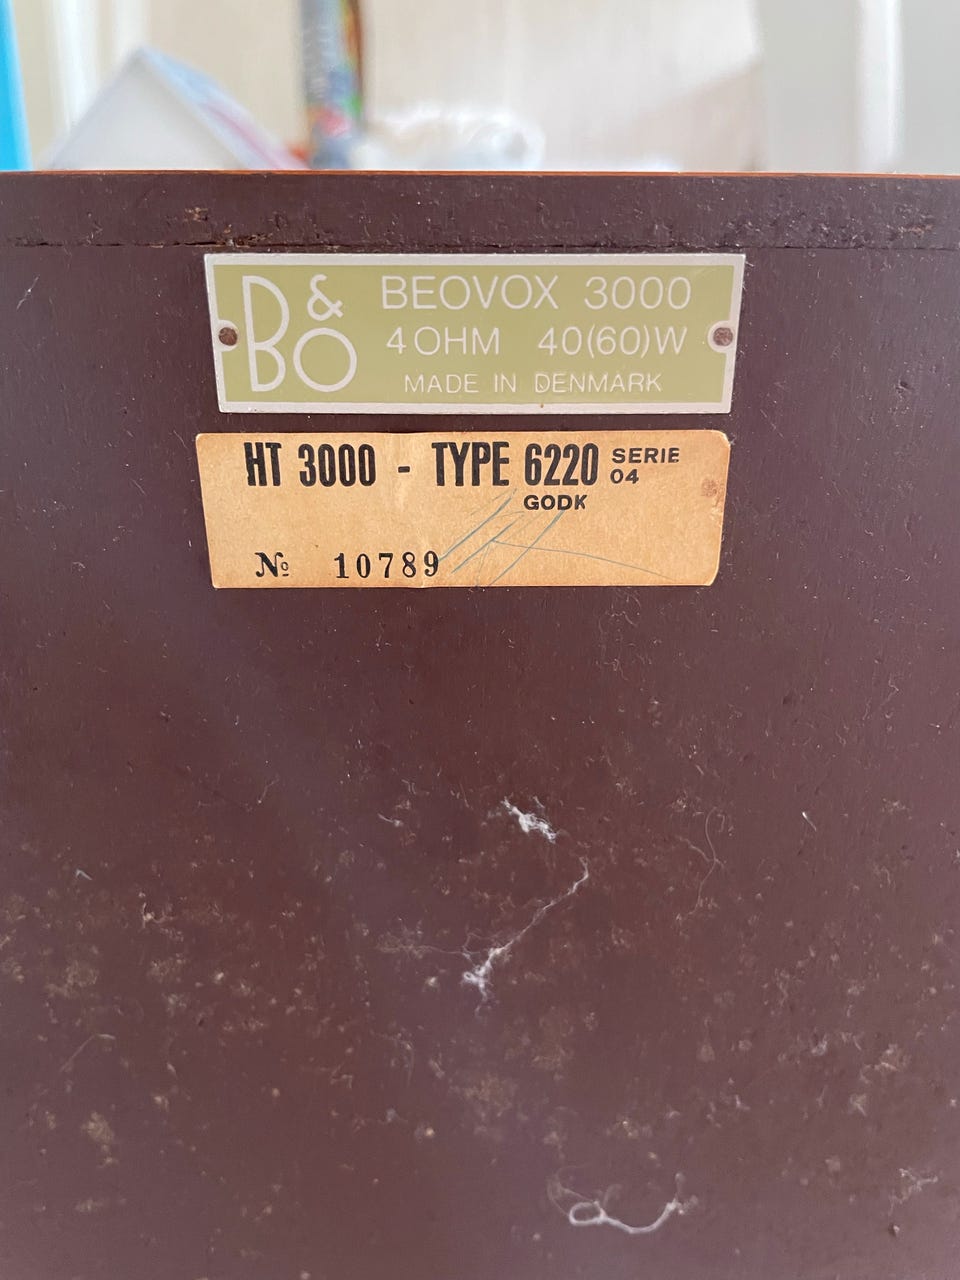 B&O
BEOVOX 3000
4 OHM 40(60)W
MADE IN DENMARK
HT 3000 - TYPE 6220 SERIE 04
GODK
№ 10789